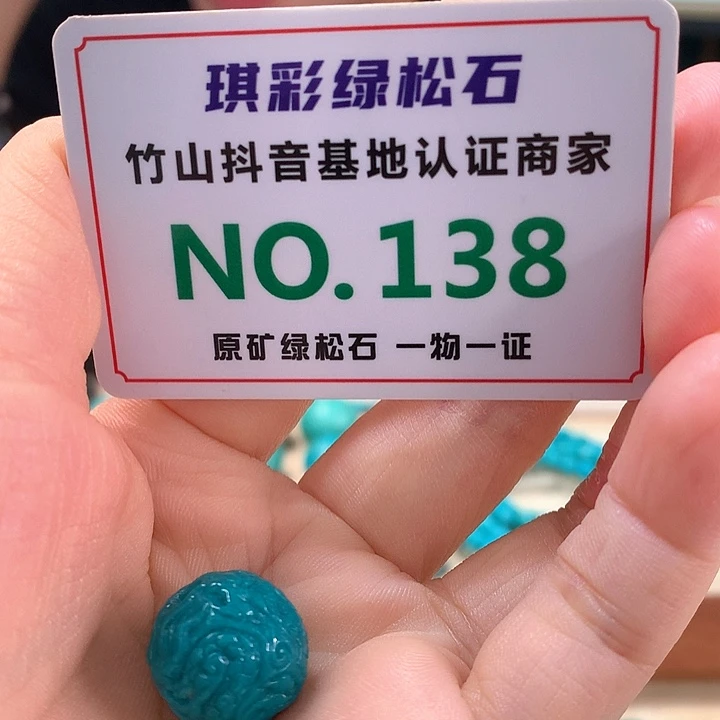 琪彩绿松石
竹山抖音基地认证商家
NO.138
原矿绿松石 一物一证